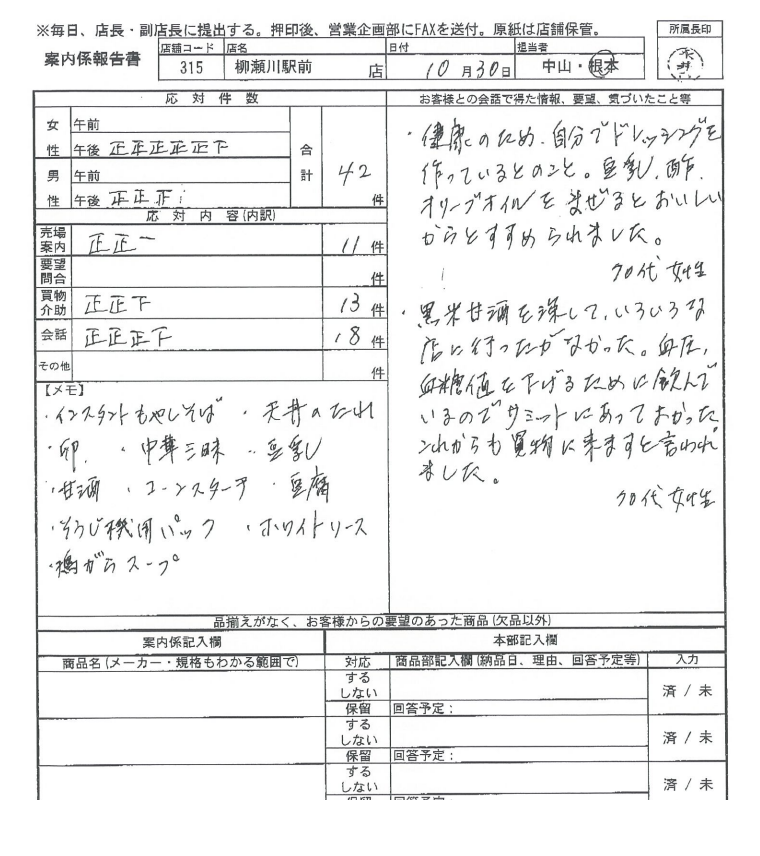 ※毎日、店長・副店長に提出する。押印後、営業企画部にFAXを送付。原紙は店舗保管。
所属長印
案内係報告書
店舗コード 店名 日付 担当者
315 柳瀬川駅前 店 10月30日 中山・根本
応対件数
お客様との会話で得た情報、要望、気づいたこと等
女性 午前
午後 正正正正正下
男性 午前
午後 正正正
合計 42 件
応対内容(内訳)
売場案内 正正一 11件
要望問合 件
買物介助 正正下 13件
会話 正正正下 18件
その他 件
【メモ】
・インスタントもやしそば ・天丼のたれ
・卵 ・中華三昧 ・豆乳
・甘酒 ・コーンスターチ ・豆腐
・そうじ機用パック ・ホワイトリース
・鶏がらスープ
・健康のため、自分でドレッシングを
作っているとのこと。豆乳、酢、
オリーブオイルを混ぜるとおいしい
からとすすめられました。
70代 女性
・黒米甘酒を探して、いろいろな
店に行ったがなかった。血圧、
血糖値を下げるために飲んで
いるのでサミットにあってよかった
これからも買物に来ますと言われ
ました。
70代 女性
品揃えがなく、お客様からの要望のあった商品(欠品以外)
案内係記入欄 本部記入欄
商品名(メーカー・規格もわかる範囲で) 対応 商品部記入欄(納品日、理由、回答予定等) 入力
する
しない
保留 回答予定：
済 / 未
する
しない
保留 回答予定：
済 / 未
する
しない
保留 回答予定：
済 / 未